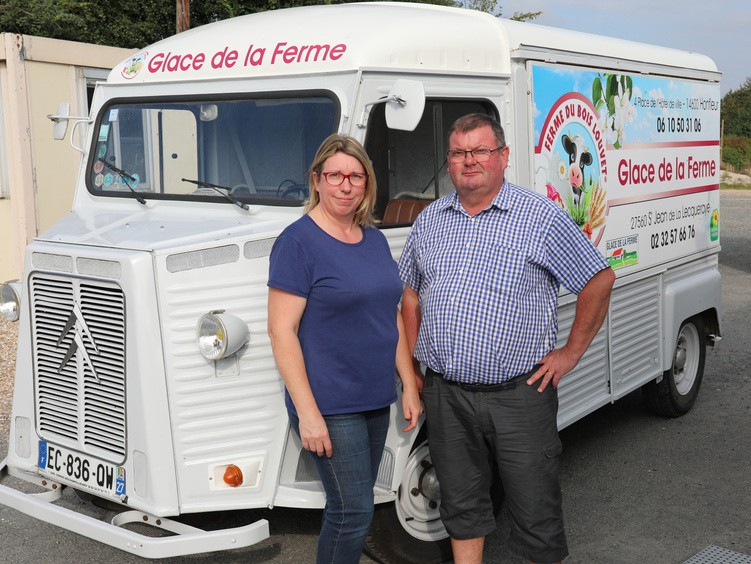 Glace de la Ferme
4 Place de l'Hôtel de ville - 14600 Honfleur
06 10 50 31 06
FERME DU BOIS LOUVET
Glace de la Ferme
27560 St Jean de La Lecqueraye
02 32 57 66 76
GLACE DE LA FERME
F
EC-836-QW
27